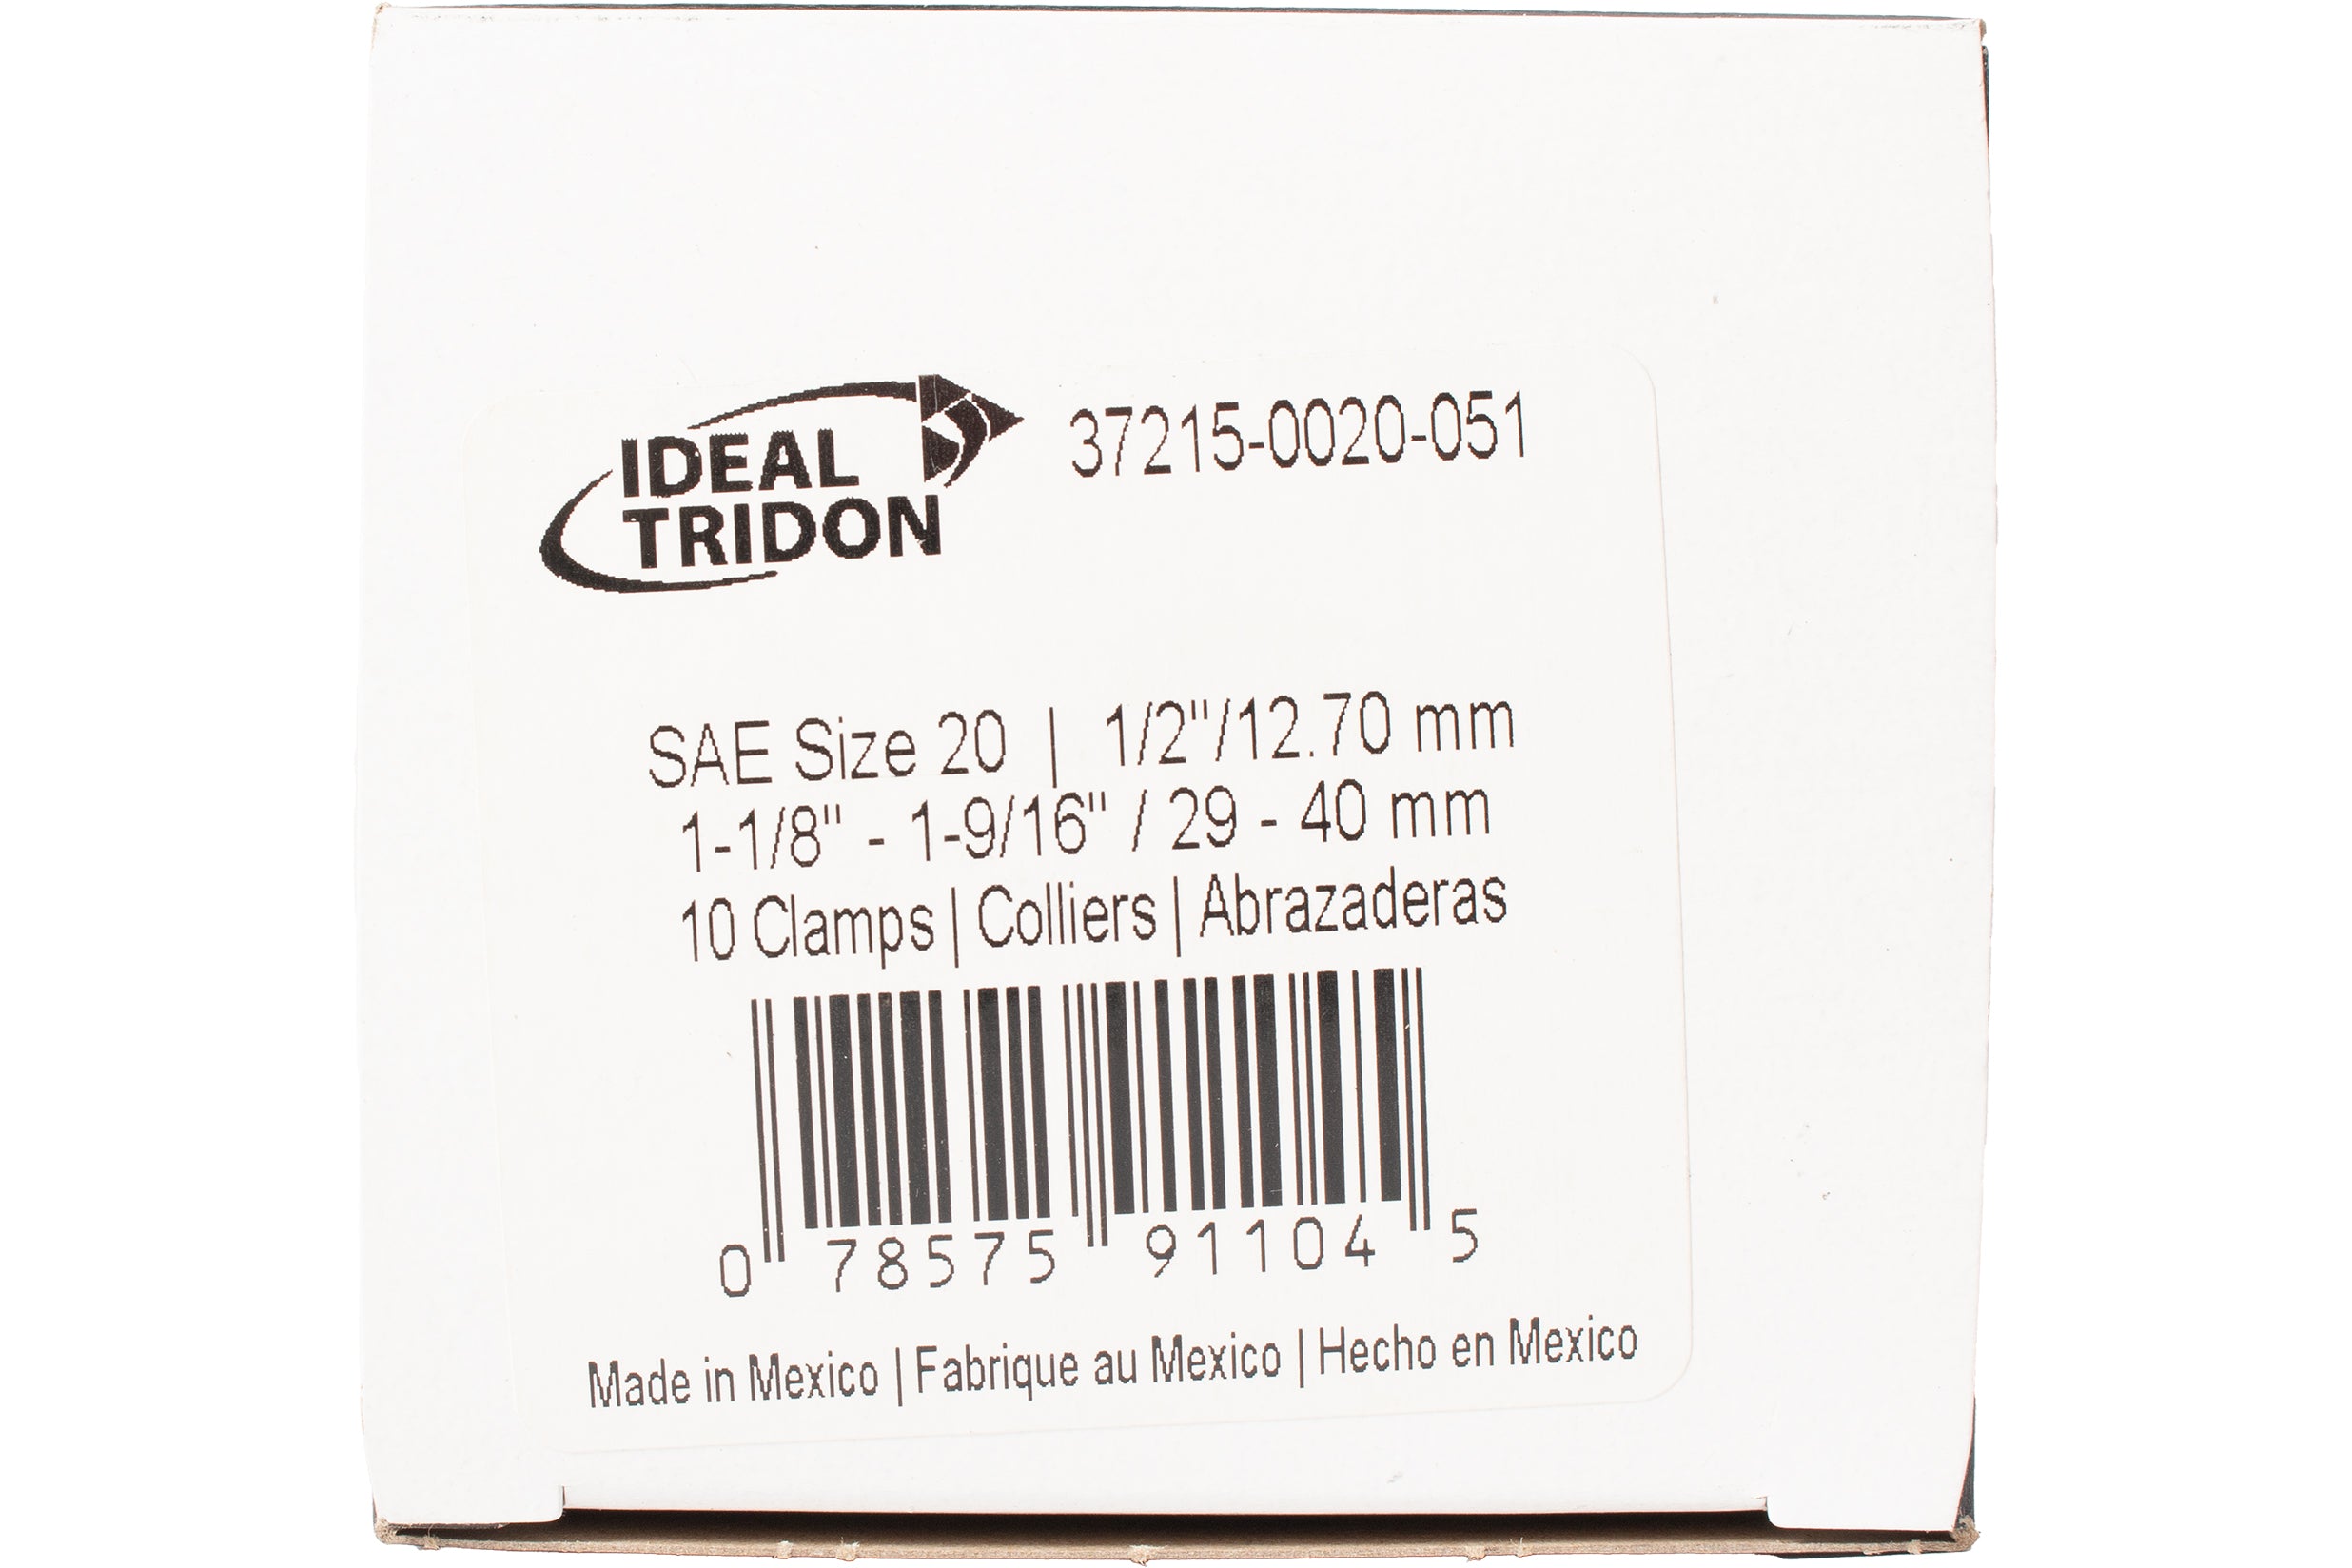 IDEAL
TRIDON
37215-0020-051
SAE Size 20 | 1/2"/12.70 mm
1-1/8" - 1-9/16" / 29 - 40 mm
10 Clamps | Colliers | Abrazaderas
0 78575 91104 5
Made in Mexico | Fabrique au Mexico | Hecho en Mexico